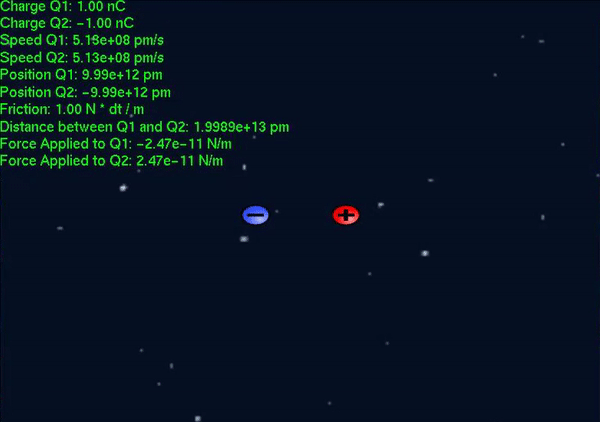 Charge Q1: 1.00 nC
Charge Q2: −1.00 nC
Speed Q1: 5.13e+08 pm/s
Speed Q2: 5.13e+08 pm/s
Position Q1: 9.99e+12 pm
Position Q2: −9.99e+12 pm
Friction: 1.00 N * dt / m
Distance between Q1 and Q2: 1.9989e+13 pm
Force Applied to Q1: −2.47e−11 N/m
Force Applied to Q2: 2.47e−11 N/m
− +